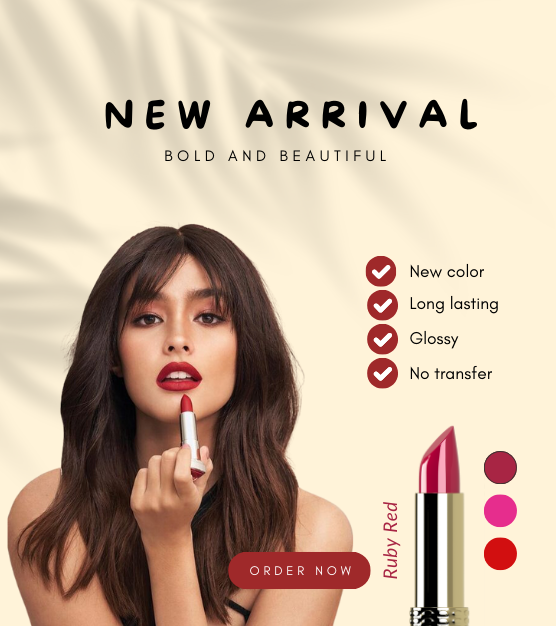 NEW ARRIVAL
BOLD AND BEAUTIFUL
New color
Long lasting
Glossy
No transfer
Ruby Red
ORDER NOW